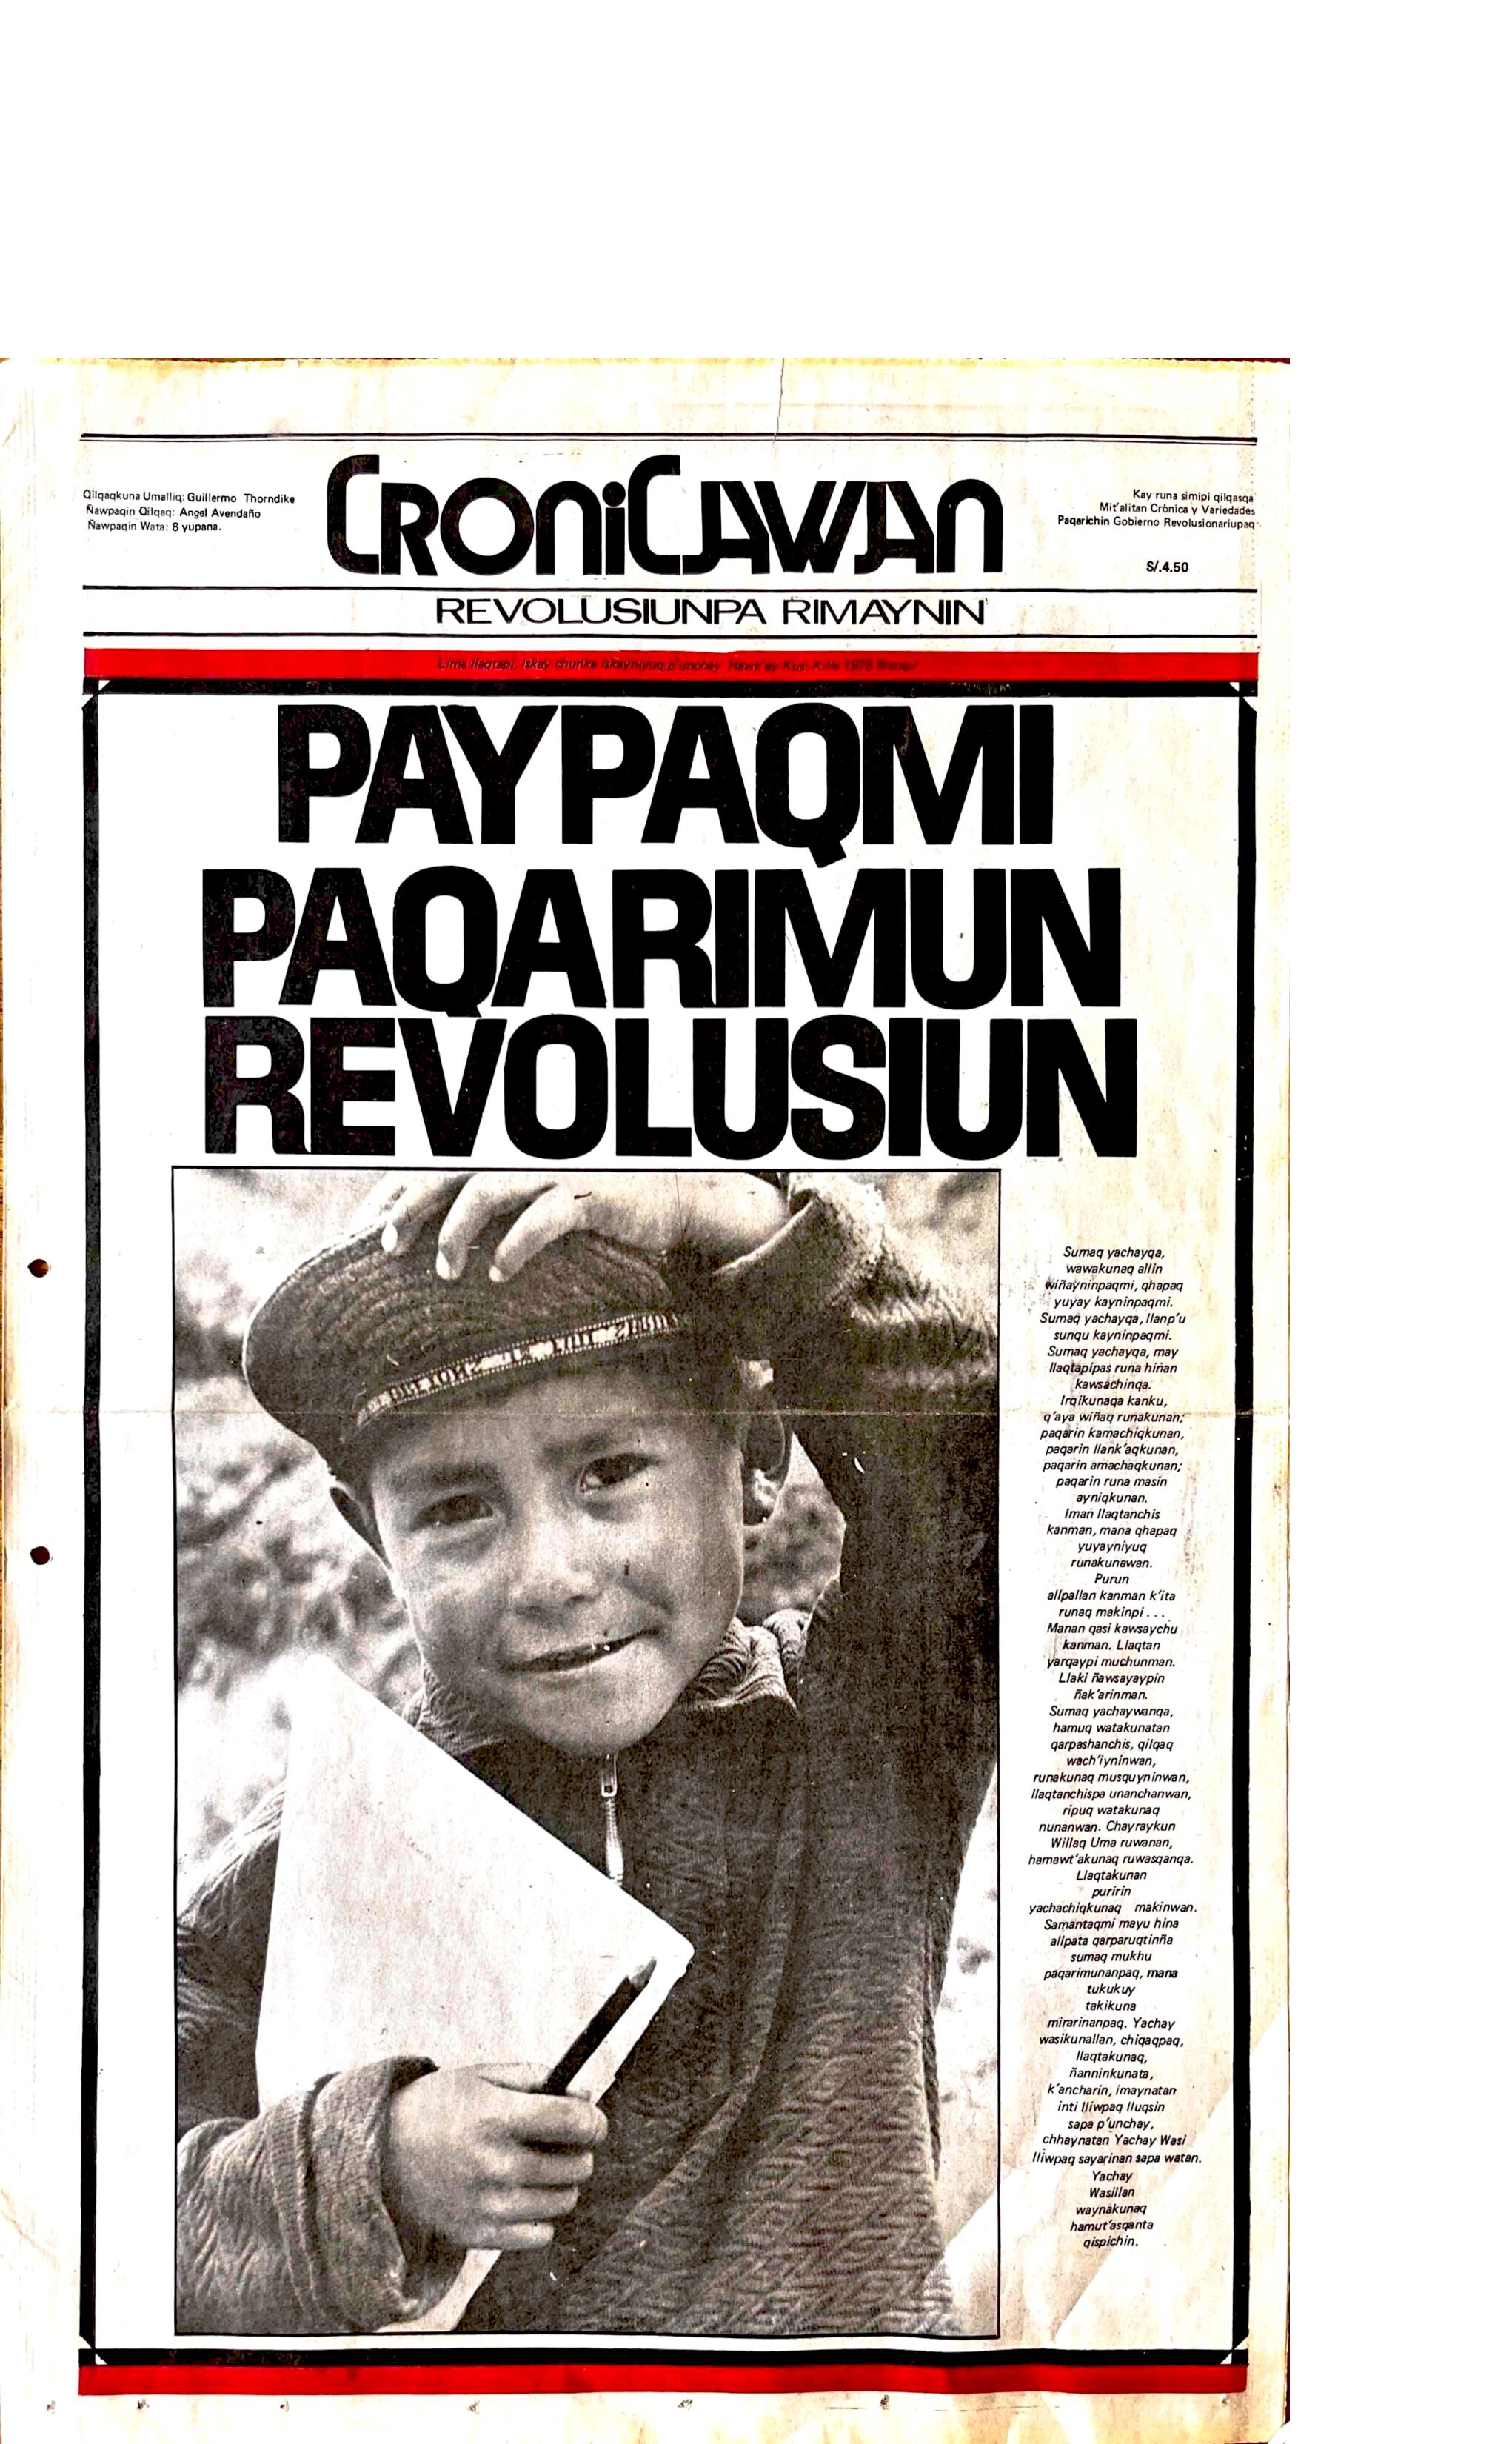 Qilqaqkuna Umalliq: Guillermo Thorndike
Ñawpaqin Qilqaq: Angel Avendaño
Ñawpaqin Wata: 8 yupana.
CRONiCAWAN
Kay runa simipi qilqasqa
Mit'alitan Crónica y Variedades
Paqarichin Gobierno Revolusionariupaq
S/.4.50
REVOLUSIUNPA RIMAYNIN
Lima llaqtapi, Iskay chunka iskayniyuq p'unchay 1975
PAYPAQMI
PAQARIMUN
REVOLUSIUN
Sumaq yachayqa,
wawakunaq allin
wiñayninpaqmi, qhapaq
yuyay kayninpaqmi.
Sumaq yachayqa, llanp'u
sunqu kayninpaqmi.
Sumaq yachayqa, may
llaqtapipas runa hiñan
kawsachinqa.
Irqikunaqa kanku,
q'aya wiñaq runakunan;
paqarin kamachiqkunan,
paqarin llank'aqkunan,
paqarin amachaqkunan;
paqarin runa masin
ayniqkunan.
Iman llaqtanchis
kanman, mana qhapaq
yuyayniyuq
runakunawan.
Purun
allpallan kanman k'ita
runaq makinpi . . .
Manan qasi kawsaychu
kanman. Llaqtan
yarqaypi muchunman.
Llaki ñawsayaypin
ñak'arinman.
Sumaq yachaywanqa,
hamuq watakunatan
qarpashanchis, qilqaq
wach'iyninwan,
runakunaq musquyninwan,
llaqtanchispa unanchanwan,
ripuq watakunaq
nunanwan. Chayraykun
Willaq Uma ruwanan,
hamawt'akunaq ruwasqanqa.
Llaqtakunan
puririn
yachachiqkunaq makinwan.
Samantaqmi mayu hina
allpata qarparuqtinña
sumaq mukhu
paqarimunanpaq, mana
tukukuy
takikuna
mirarinanpaq. Yachay
wasikunallan, chiqaqpaq,
llaqtakunaq,
ñanninkunata,
k'ancharin, imaynatan
inti lliwpaq lluqsin
sapa p'unchay,
chhaynatan Yachay Wasi
lliwpaq sayarinan sapa watan.
Yachay
Wasillan
waynakunaq
hamut'asqanta
qispichin.